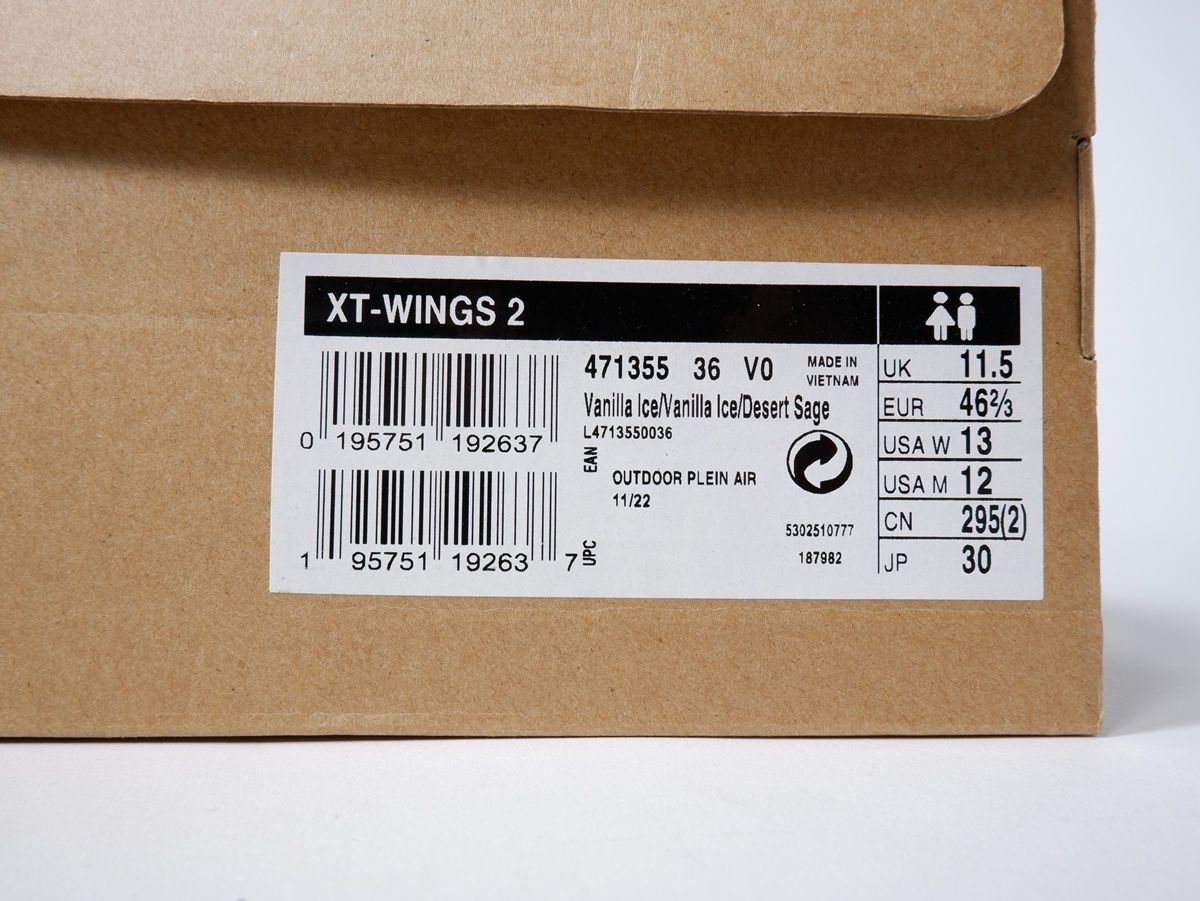 XT-WINGS 2
0 195751 192637
1 95751 19263 7
EAN
UPC
471355 36 V0
MADE IN
VIETNAM
Vanilla Ice/Vanilla Ice/Desert Sage
L4713550036
OUTDOOR PLEIN AIR
11/22
5302510777
187982
UK 11.5
EUR 46⅔
USA W 13
USA M 12
CN 295(2)
JP 30